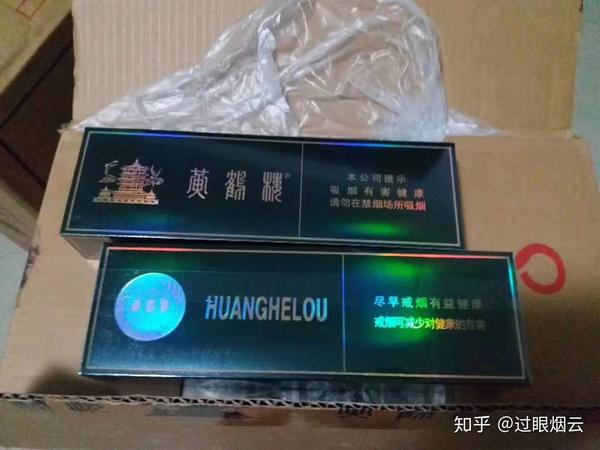 黄鹤楼®
本公司提示
吸烟有害健康
请勿在禁烟场所吸烟
HUANGHELOU
尽早戒烟有益健康
戒烟可减少对健康的危害
知乎 @过眼烟云